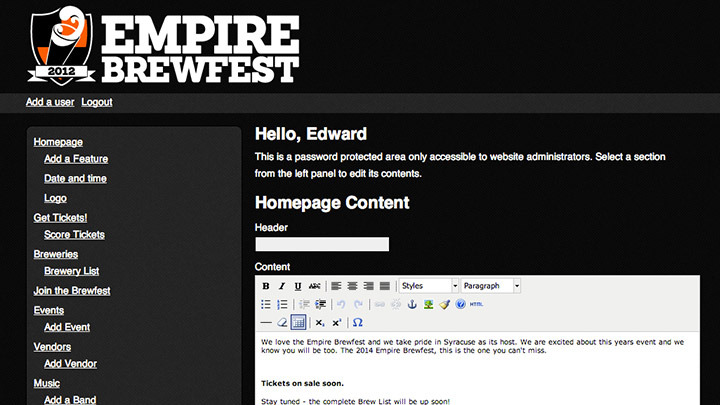 EMPIRE
BREWFEST
2012
Add a user Logout
Homepage
Add a Feature
Date and time
Logo
Get Tickets!
Score Tickets
Breweries
Brewery List
Join the Brewfest
Events
Add Event
Vendors
Add Vendor
Music
Add a Band
Hello, Edward
This is a password protected area only accessible to website administrators. Select a section
from the left panel to edit its contents.
Homepage Content
Header
Content
B I U ABC Styles Paragraph
HTML
x₂ x²
We love the Empire Brewfest and we take pride in Syracuse as its host. We are excited about this years event and we
know you will be too. The 2014 Empire Brewfest, this is the one you can't miss.
Tickets on sale soon.
Stay tuned - the complete Brew List will be up soon!